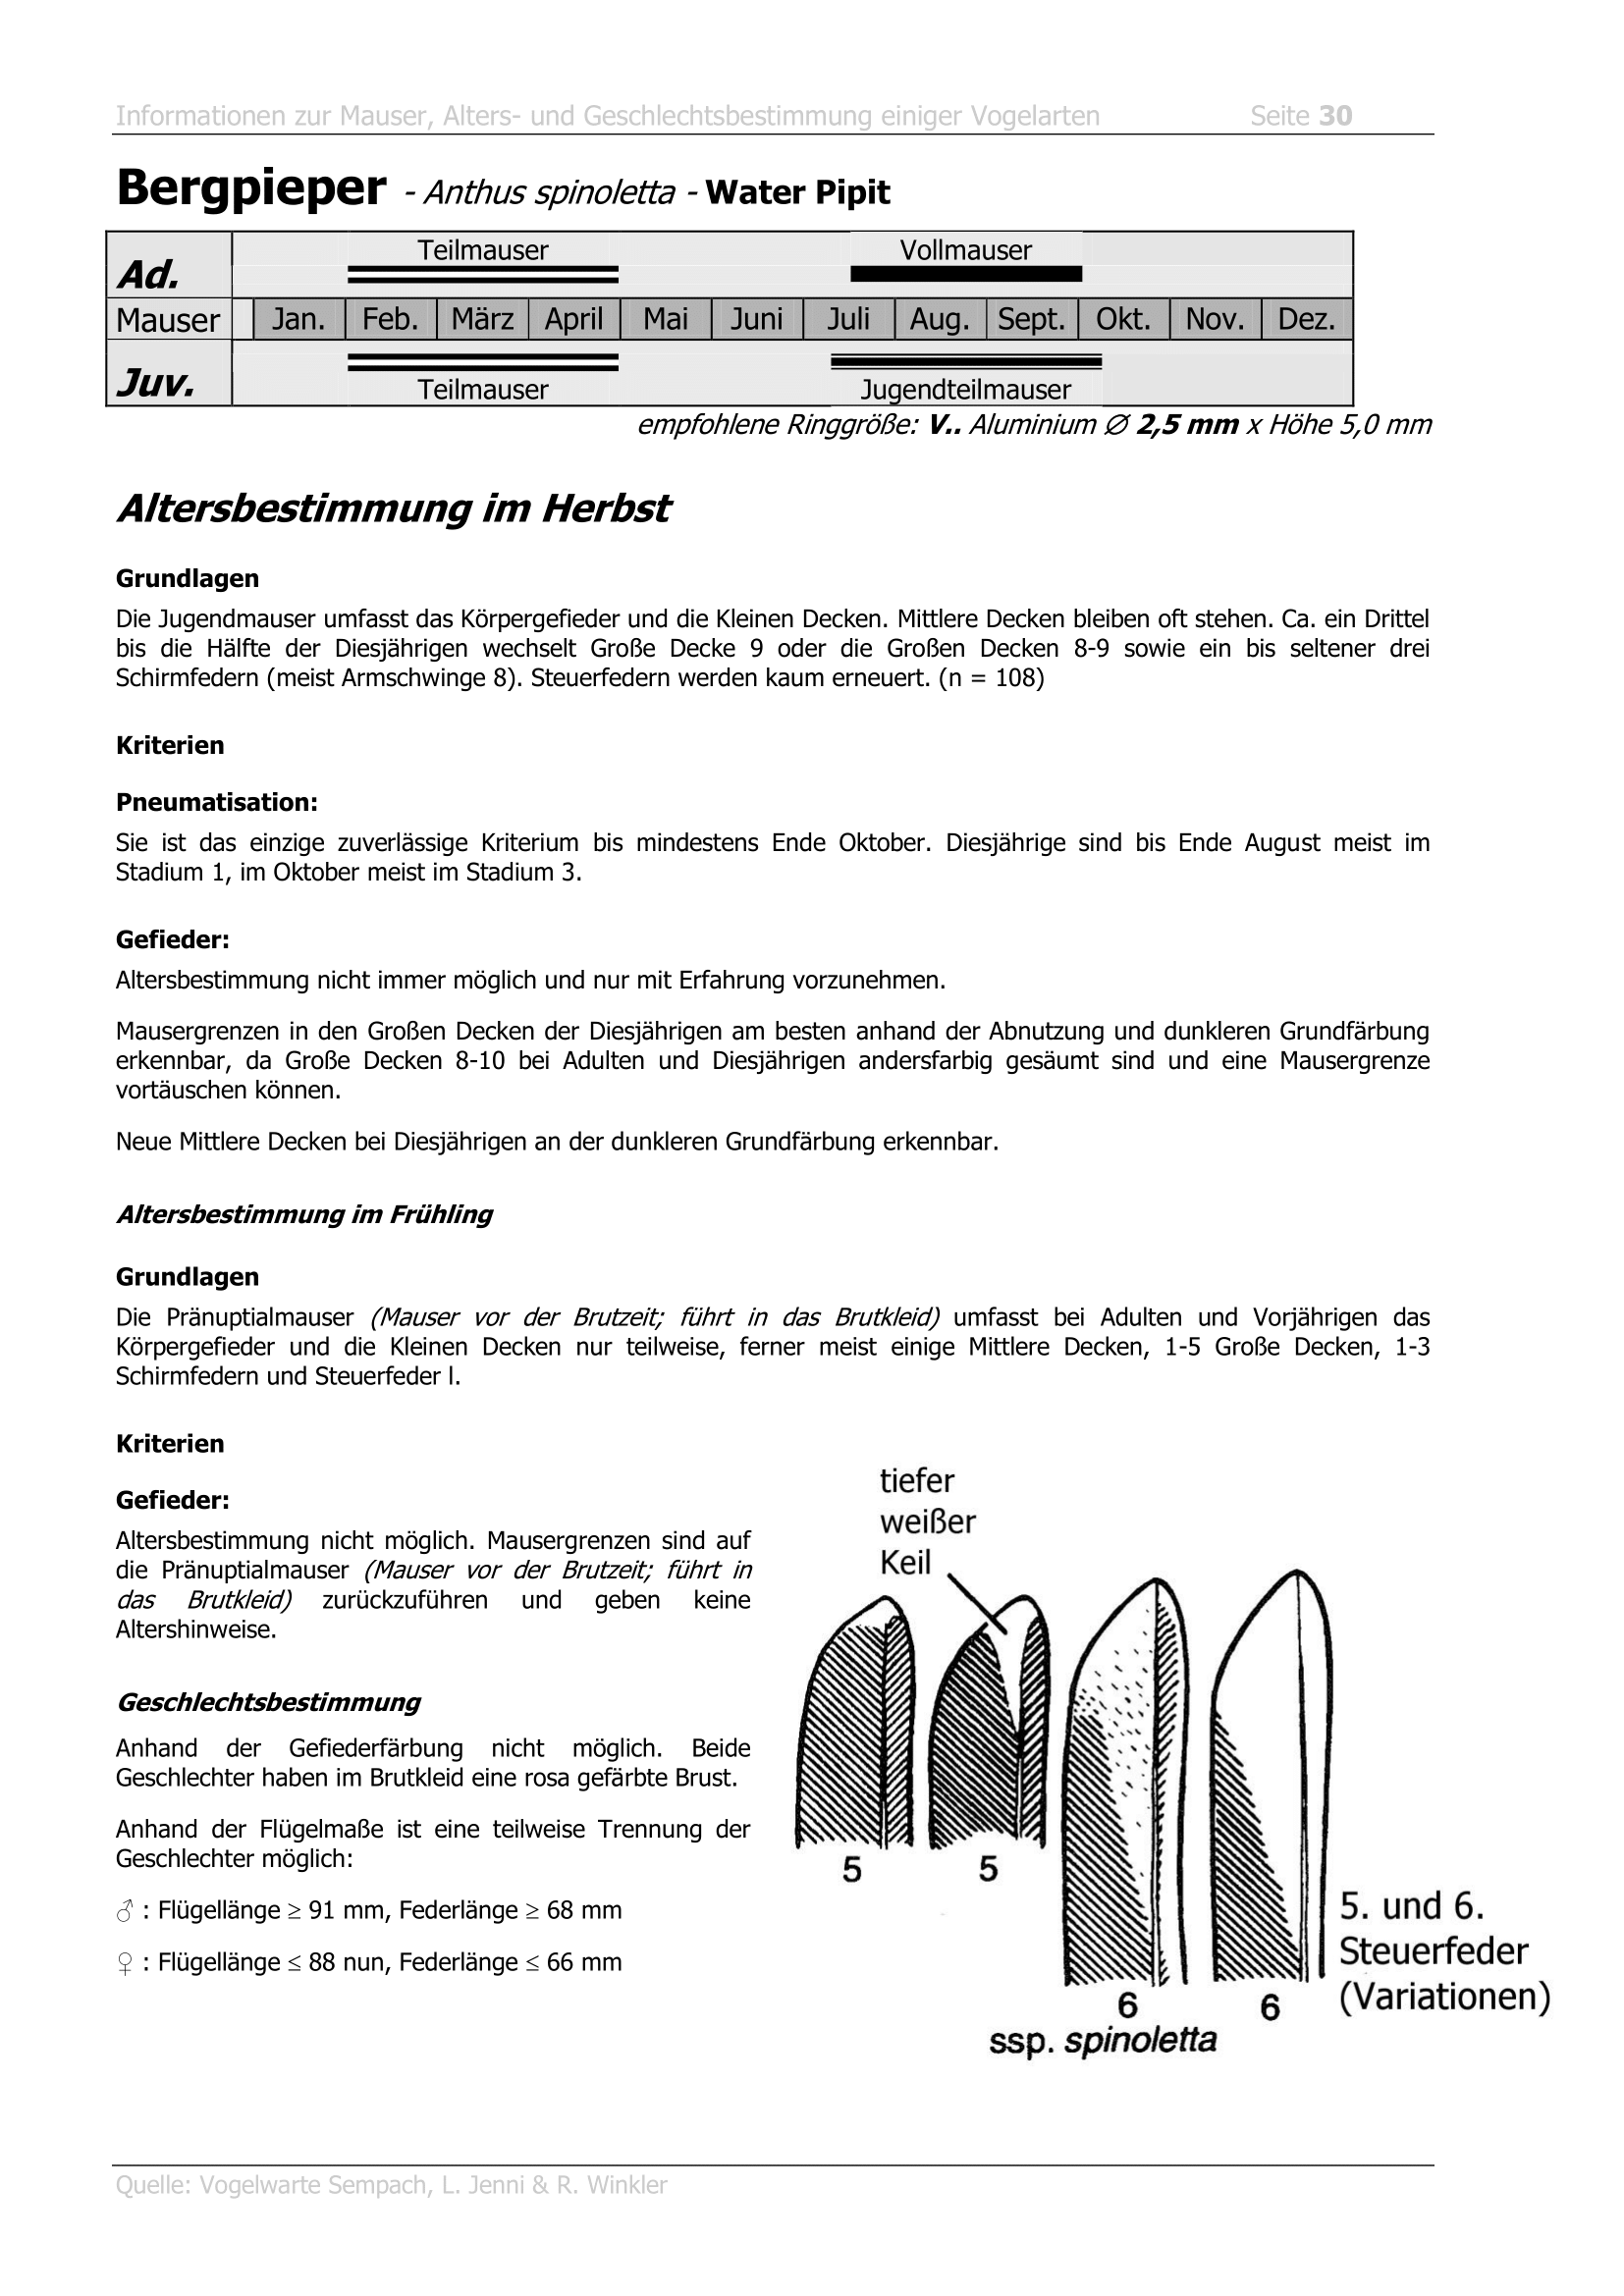 Informationen zur Mauser, Alters- und Geschlechtsbestimmung einiger Vogelarten Seite 30
Bergpieper - Anthus spinoletta - Water Pipit
Ad.
Teilmauser Vollmauser
Mauser Jan. Feb. März April Mai Juni Juli Aug. Sept. Okt. Nov. Dez.
Juv.
Teilmauser Jugendteilmauser
empfohlene Ringgröße: V.. Aluminium ∅ 2,5 mm x Höhe 5,0 mm
Altersbestimmung im Herbst
Grundlagen
Die Jugendmauser umfasst das Körpergefieder und die Kleinen Decken. Mittlere Decken bleiben oft stehen. Ca. ein Drittel
bis die Hälfte der Diesjährigen wechselt Große Decke 9 oder die Großen Decken 8-9 sowie ein bis seltener drei
Schirmfedern (meist Armschwinge 8). Steuerfedern werden kaum erneuert. (n = 108)
Kriterien
Pneumatisation:
Sie ist das einzige zuverlässige Kriterium bis mindestens Ende Oktober. Diesjährige sind bis Ende August meist im
Stadium 1, im Oktober meist im Stadium 3.
Gefieder:
Altersbestimmung nicht immer möglich und nur mit Erfahrung vorzunehmen.
Mausergrenzen in den Großen Decken der Diesjährigen am besten anhand der Abnutzung und dunkleren Grundfärbung
erkennbar, da Große Decken 8-10 bei Adulten und Diesjährigen andersfarbig gesäumt sind und eine Mausergrenze
vortäuschen können.
Neue Mittlere Decken bei Diesjährigen an der dunkleren Grundfärbung erkennbar.
Altersbestimmung im Frühling
Grundlagen
Die Pränuptialmauser (Mauser vor der Brutzeit; führt in das Brutkleid) umfasst bei Adulten und Vorjährigen das
Körpergefieder und die Kleinen Decken nur teilweise, ferner meist einige Mittlere Decken, 1-5 Große Decken, 1-3
Schirmfedern und Steuerfeder l.
Kriterien
Gefieder:
Altersbestimmung nicht möglich. Mausergrenzen sind auf
die Pränuptialmauser (Mauser vor der Brutzeit; führt in
das Brutkleid) zurückzuführen und geben keine
Altershinweise.
Geschlechtsbestimmung
Anhand der Gefiederfärbung nicht möglich. Beide
Geschlechter haben im Brutkleid eine rosa gefärbte Brust.
Anhand der Flügelmaße ist eine teilweise Trennung der
Geschlechter möglich:
♂ : Flügellänge ≥ 91 mm, Federlänge ≥ 68 mm
♀ : Flügellänge ≤ 88 nun, Federlänge ≤ 66 mm
tiefer
weißer
Keil
5 5
6 6
ssp. spinoletta
5. und 6.
Steuerfeder
(Variationen)
Quelle: Vogelwarte Sempach, L. Jenni & R. Winkler